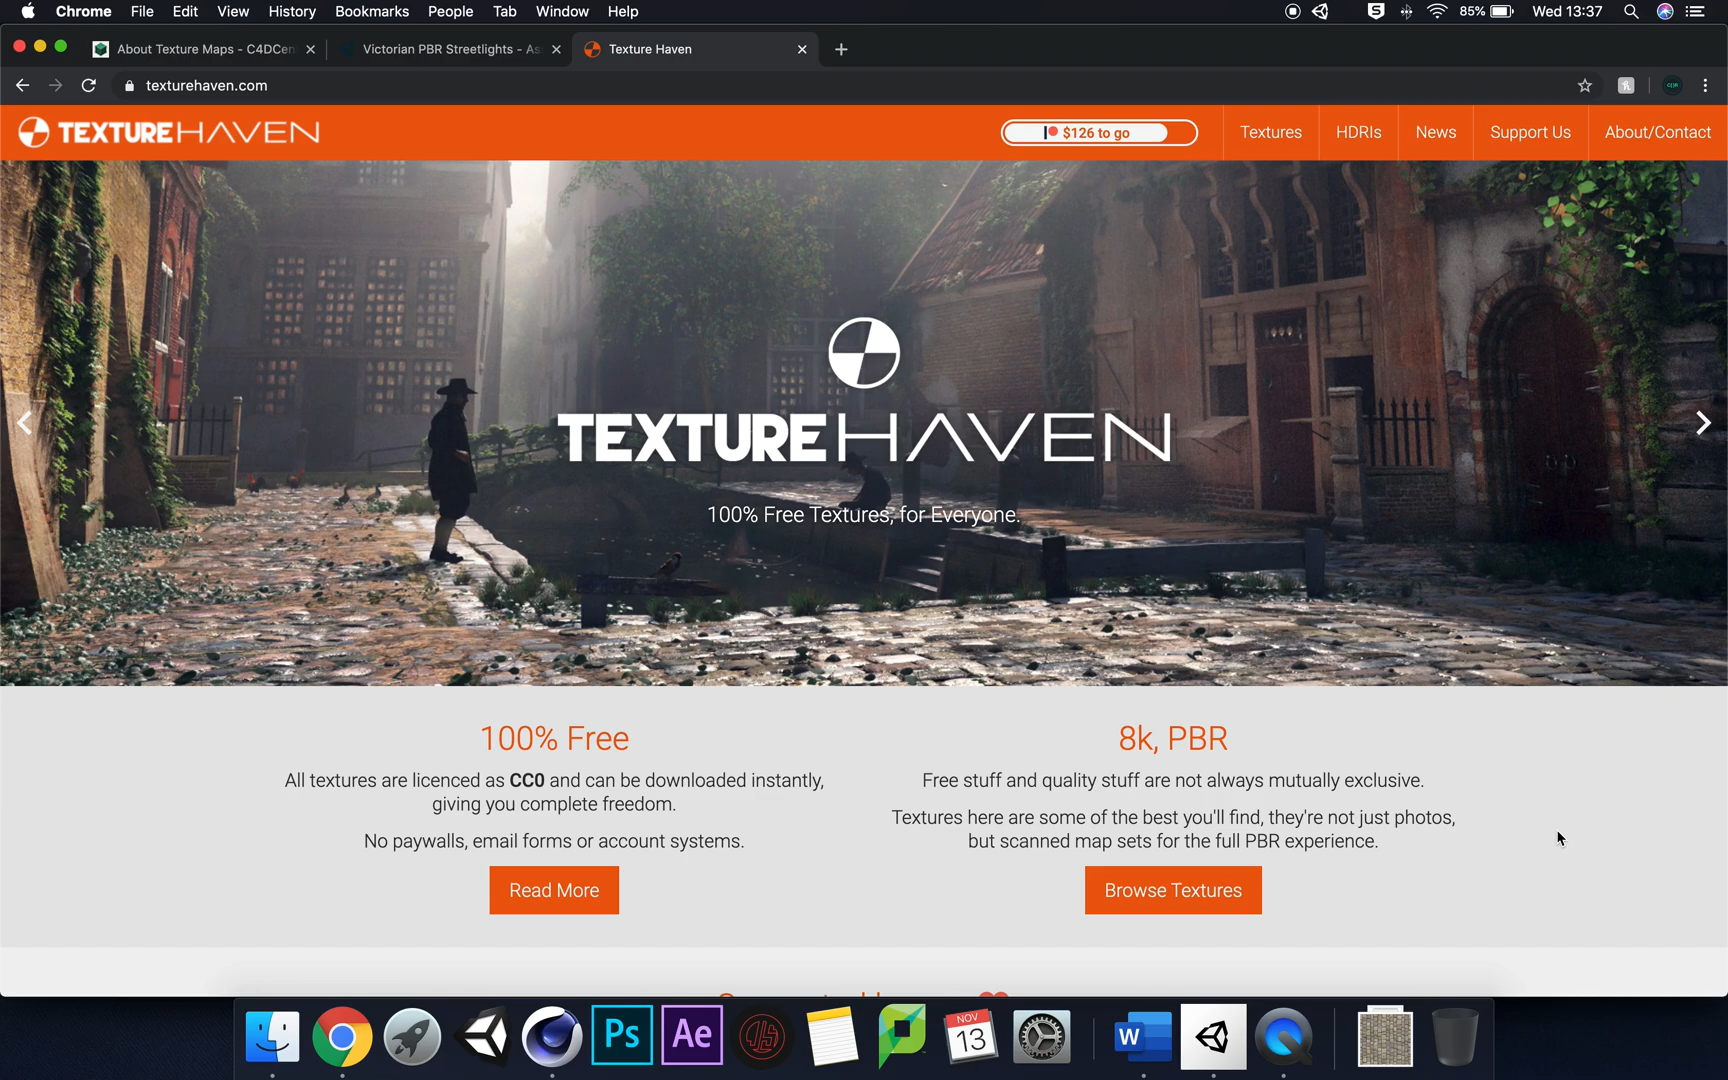 Chrome File Edit View History Bookmarks People Tab Window Help 85% Wed 13:37
About Texture Maps - C4DCen Victorian PBR Streetlights - As Texture Haven
texturehaven.com
TEXTUREHAVEN $126 to go Textures HDRIs News Support Us About/Contact
TEXTUREHAVEN
100% Free Textures, for Everyone.
100% Free
All textures are licenced as CC0 and can be downloaded instantly,
giving you complete freedom.
No paywalls, email forms or account systems.
Read More
8k, PBR
Free stuff and quality stuff are not always mutually exclusive.
Textures here are some of the best you'll find, they're not just photos,
but scanned map sets for the full PBR experience.
Browse Textures
Ps Ae NOV 13 W